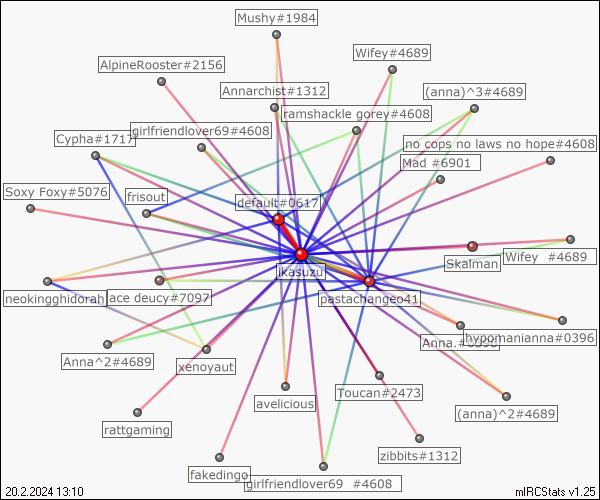 Mushy#1984
Wifey#4689
AlpineRooster#2156
Annarchist#1312
(anna)^3#4689
ramshackle gorey#4608
girlfriendlover69#4608
Cypha#1717
no cops no laws no hope#4608
Mad #6901
Soxy Foxy#5076
frisout
default#0617
Skalman
Wifey #4689
jkasuzu
neokingghidorah
ace deucy#7097
pastachangeo41
hypomanianna#0396
Anna.
Anna^2#4689
xenoyaut
Toucan#2473
avelicious
(anna)^2#4689
rattgaming
zibbits#1312
fakedingo
girlfriendlover69 #4608
20.2.2024 13:10
mIRCStats v1.25